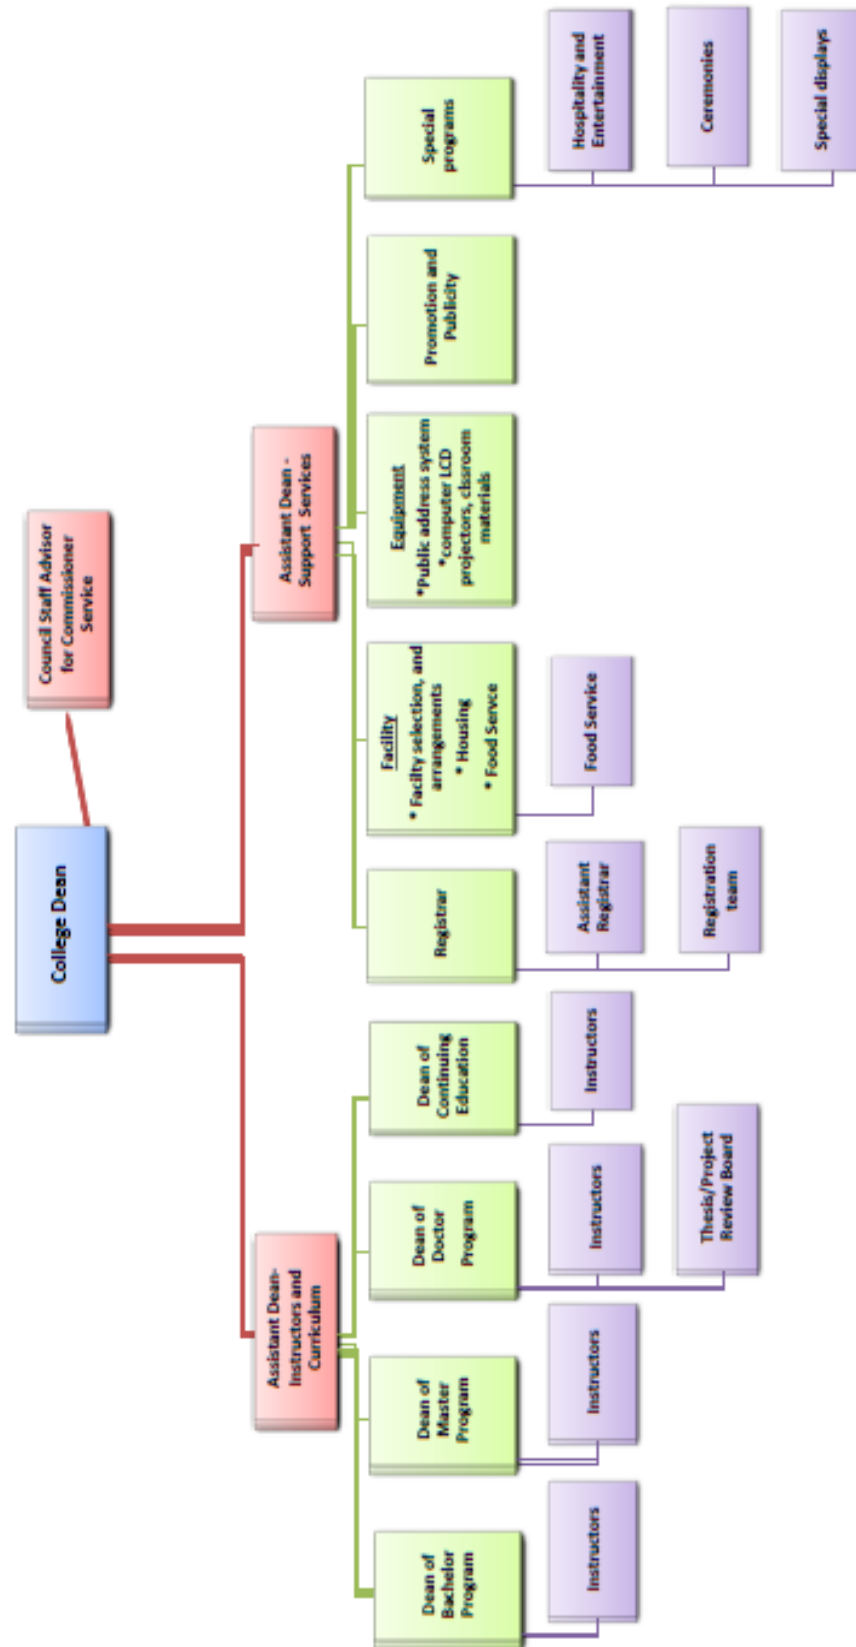 College Dean
Council Staff Advisor
for Commissioner
Service
Assistant Dean-
Instructors and
Curriculum
Assistant Dean -
Support Services
Dean of
Bachelor
Program
Dean of
Master
Program
Dean of
Doctor
Program
Dean of
Continuing
Education
Registrar
Facility
* Facilty selection, and
arrangements
* Housing
* Food Servce
Equipment
*Public address system
*computer LCD
projectors, clssroom
materials
Promotion and
Publicity
Special
programs
Instructors
Instructors
Instructors
Thesis/Project
Review Board
Instructors
Assistant
Registrar
Registration
team
Food Service
Hospitality and
Entertainment
Ceremonies
Special displays